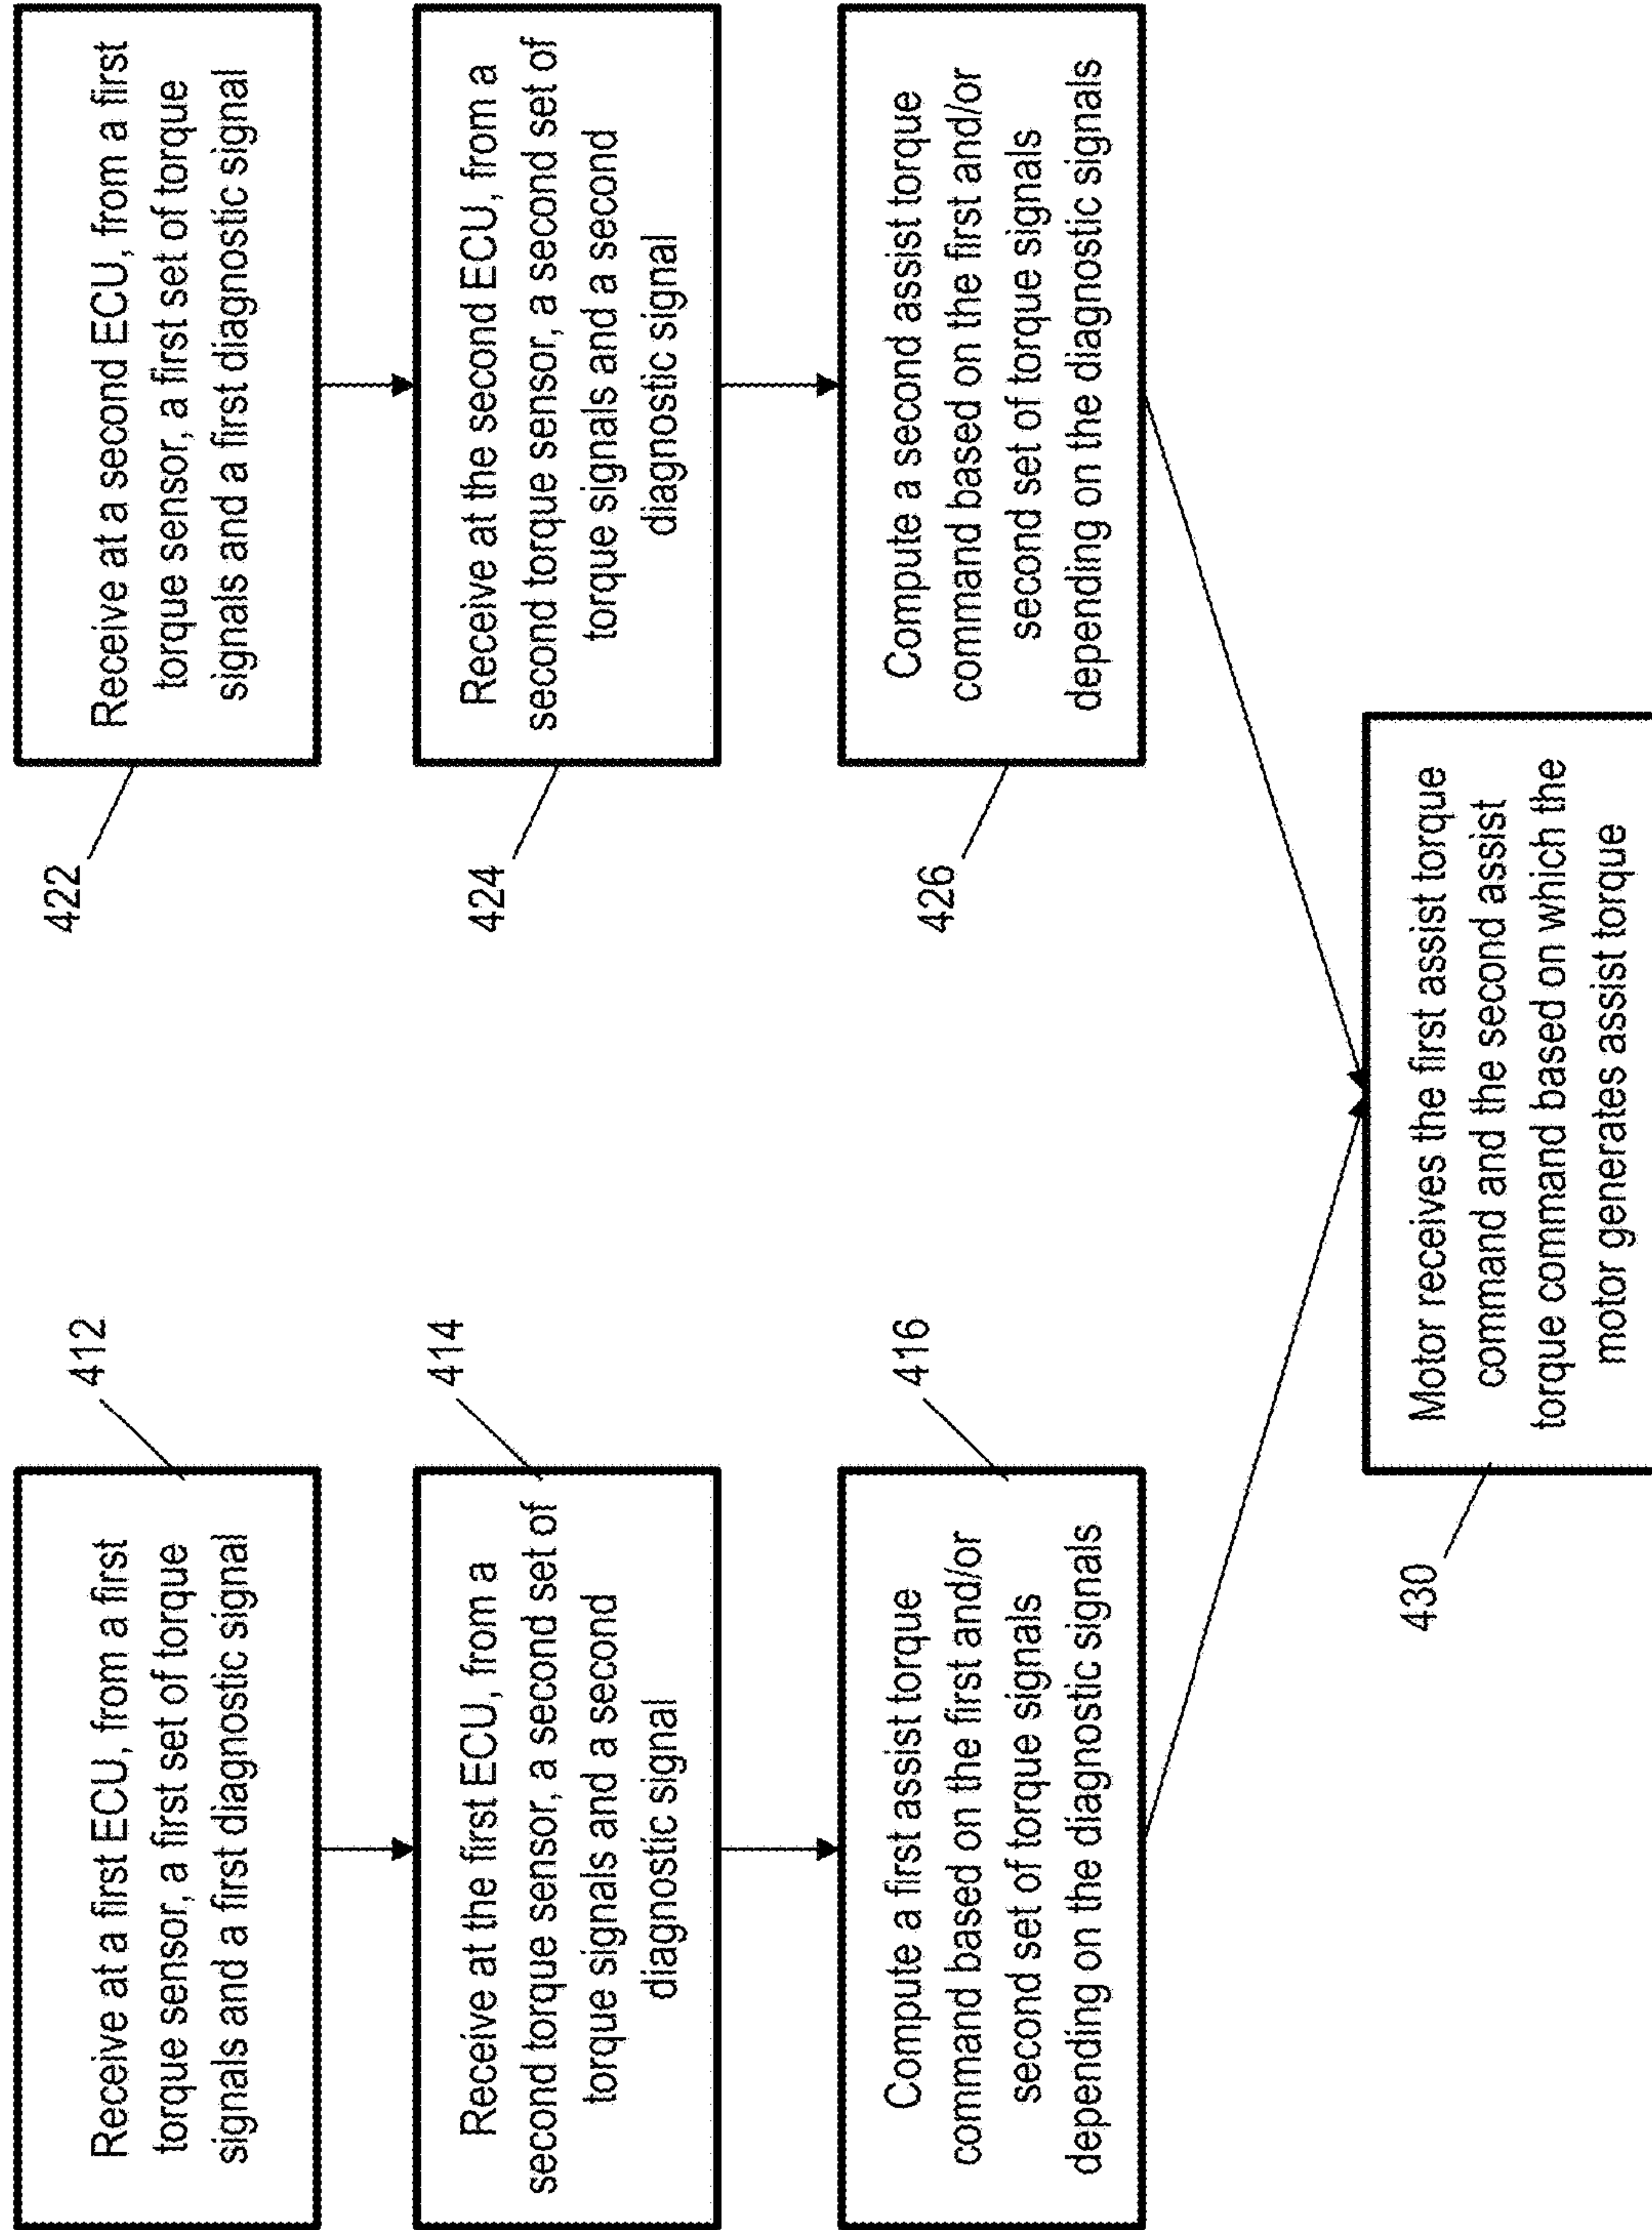 Receive at a first ECU, from a first
torque sensor, a first set of torque
signals and a first diagnostic signal
412
Receive at the first ECU, from a
second torque sensor, a second set of
torque signals and a second
diagnostic signal
414
Compute a first assist torque
command based on the first and/or
second set of torque signals
depending on the diagnostic signals
416
Receive at a second ECU, from a first
torque sensor, a first set of torque
signals and a first diagnostic signal
422
Receive at the second ECU, from a
second torque sensor, a second set of
torque signals and a second
diagnostic signal
424
Compute a second assist torque
command based on the first and/or
second set of torque signals
depending on the diagnostic signals
426
Motor receives the first assist torque
command and the second assist
torque command based on which the
motor generates assist torque
430